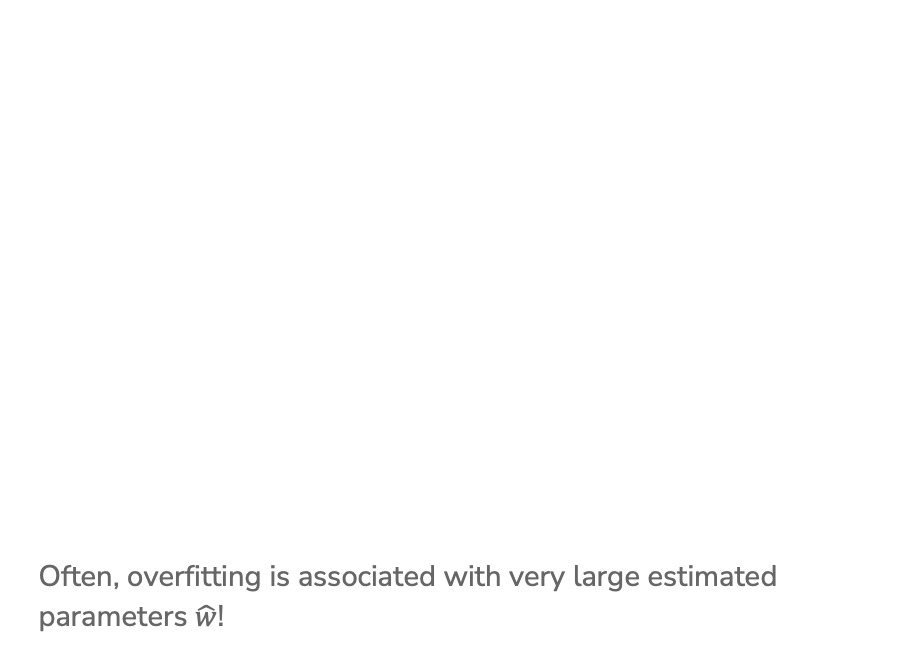 Often, overfitting is associated with very large estimated
parameters ŵ!